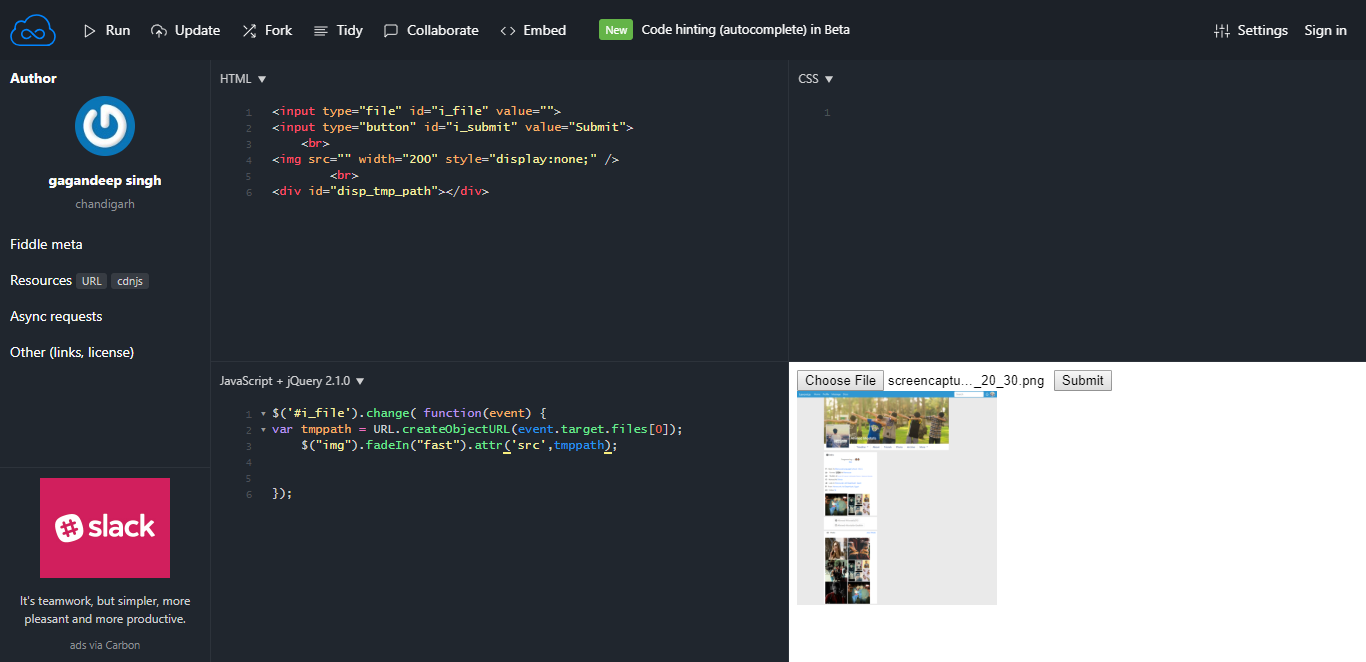 Run Update Fork Tidy Collaborate Embed New Code hinting (autocomplete) in Beta Settings Sign in
Author
gagandeep singh
chandigarh
Fiddle meta
Resources URL cdnjs
Async requests
Other (links, license)
slack
It's teamwork, but simpler, more
pleasant and more productive.
ads via Carbon
HTML ▼
1 <input type="file" id="i_file" value="">
2 <input type="button" id="i_submit" value="Submit">
3 <br>
4 <img src="" width="200" style="display:none;" />
5 <br>
6 <div id="disp_tmp_path"></div>
CSS ▼
1
JavaScript + jQuery 2.1.0 ▼
1 ▾ $('#i_file').change( function(event) {
2 ▾ var tmppath = URL.createObjectURL(event.target.files[0]);
3 $("img").fadeIn("fast").attr('src',tmppath);
4
5
6 });
Choose File screencaptu…_20_30.png Submit